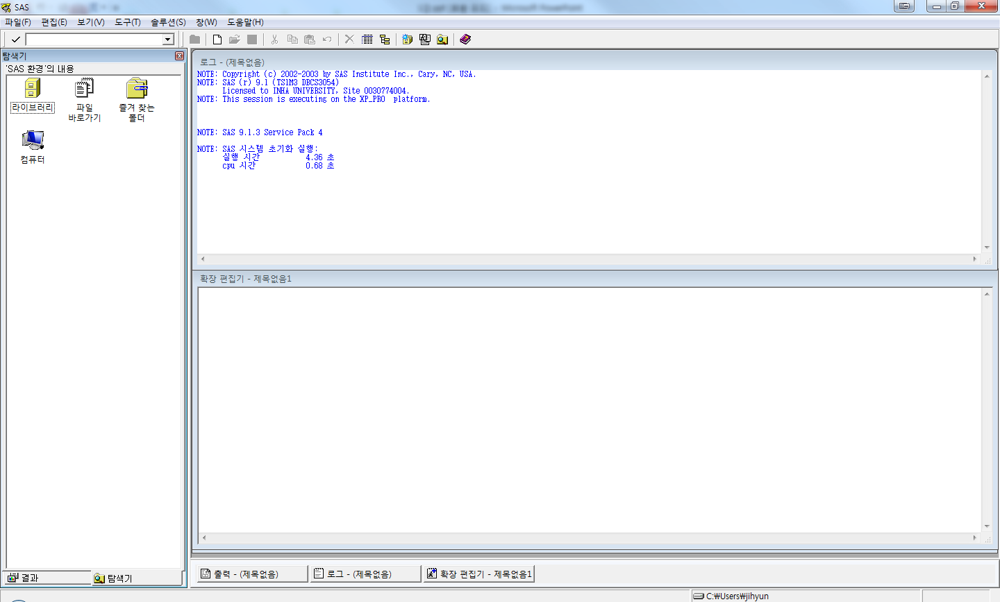 SAS
파일(F) 편집(E) 보기(V) 도구(T) 솔루션(S) 창(W) 도움말(H)
탐색기
'SAS 환경'의 내용
라이브러리
파일
바로가기
즐겨 찾는
폴더
컴퓨터
결과
탐색기
로그 - (제목없음)
NOTE: Copyright (c) 2002-2003 by SAS Institute Inc., Cary, NC, USA.
NOTE: SAS (r) 9.1 (TS1M3 DBCS3054)
Licensed to INHA UNIVERSITY, Site 0030774004.
NOTE: This session is executing on the XP_PRO  platform.
NOTE: SAS 9.1.3 Service Pack 4
NOTE: SAS 시스템 초기화 실행:
실행 시간 4.36 초
cpu 시간 0.68 초
확장 편집기 - 제목없음1
출력 - (제목없음)
로그 - (제목없음)
확장 편집기 - 제목없음1
C:₩Users₩jihyun